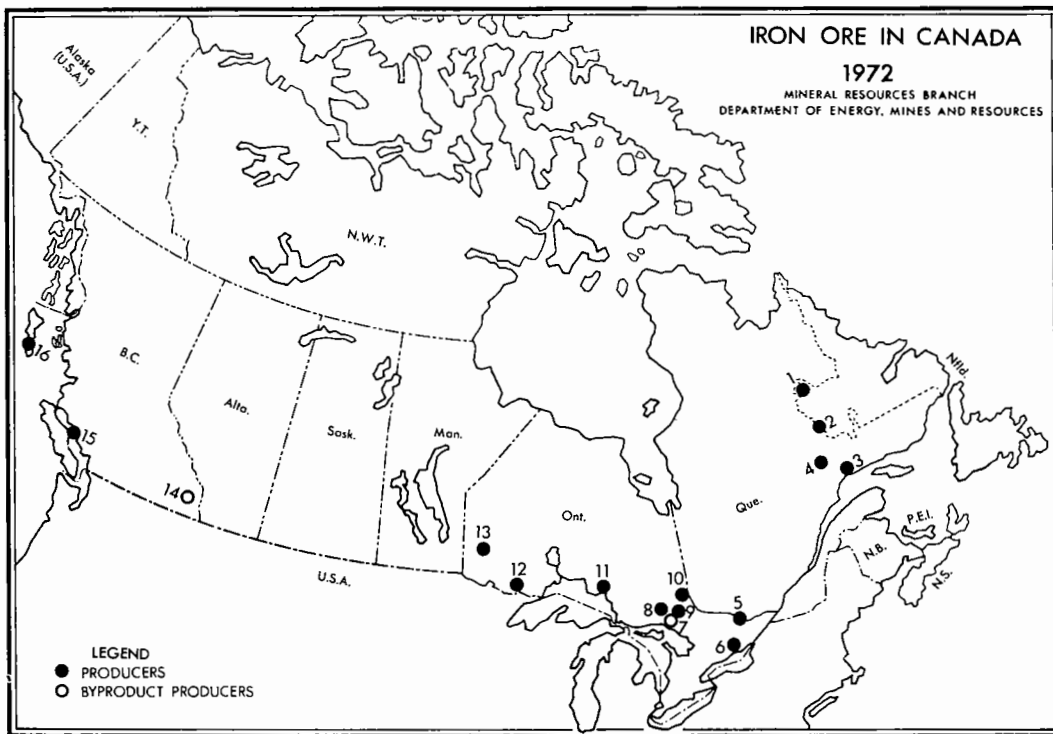 IRON ORE IN CANADA
1972
MINERAL RESOURCES BRANCH
DEPARTMENT OF ENERGY, MINES AND RESOURCES
Alaska
(U.S.A.)
Y.T.
N.W.T.
B.C.
Alta.
Sask.
Man.
Ont.
Que.
Nfld.
P.E.I.
N.B.
N.S.
U.S.A.
1
2
3
4
5
6
7
8
9
10
11
12
13
14
15
16
LEGEND
PRODUCERS
BYPRODUCT PRODUCERS